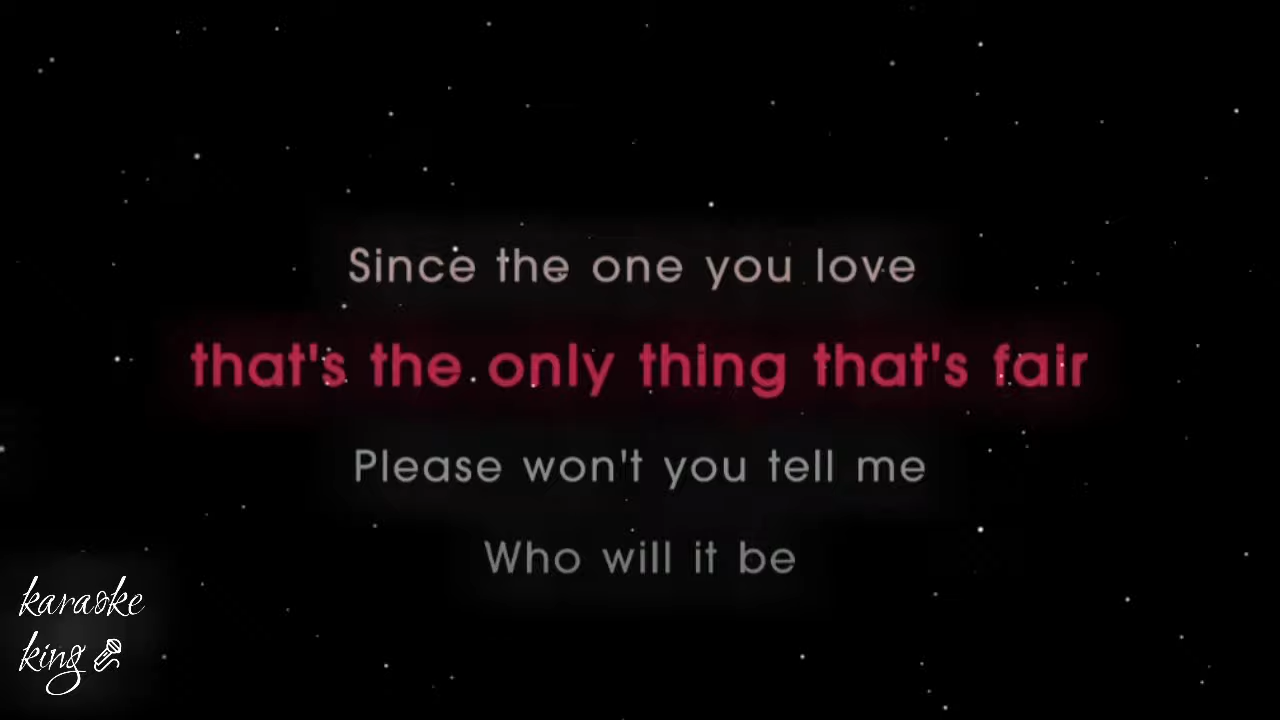 Since the one you love
that's the only thing that's fair
Please won't you tell me
Who will it be
karaoke
king